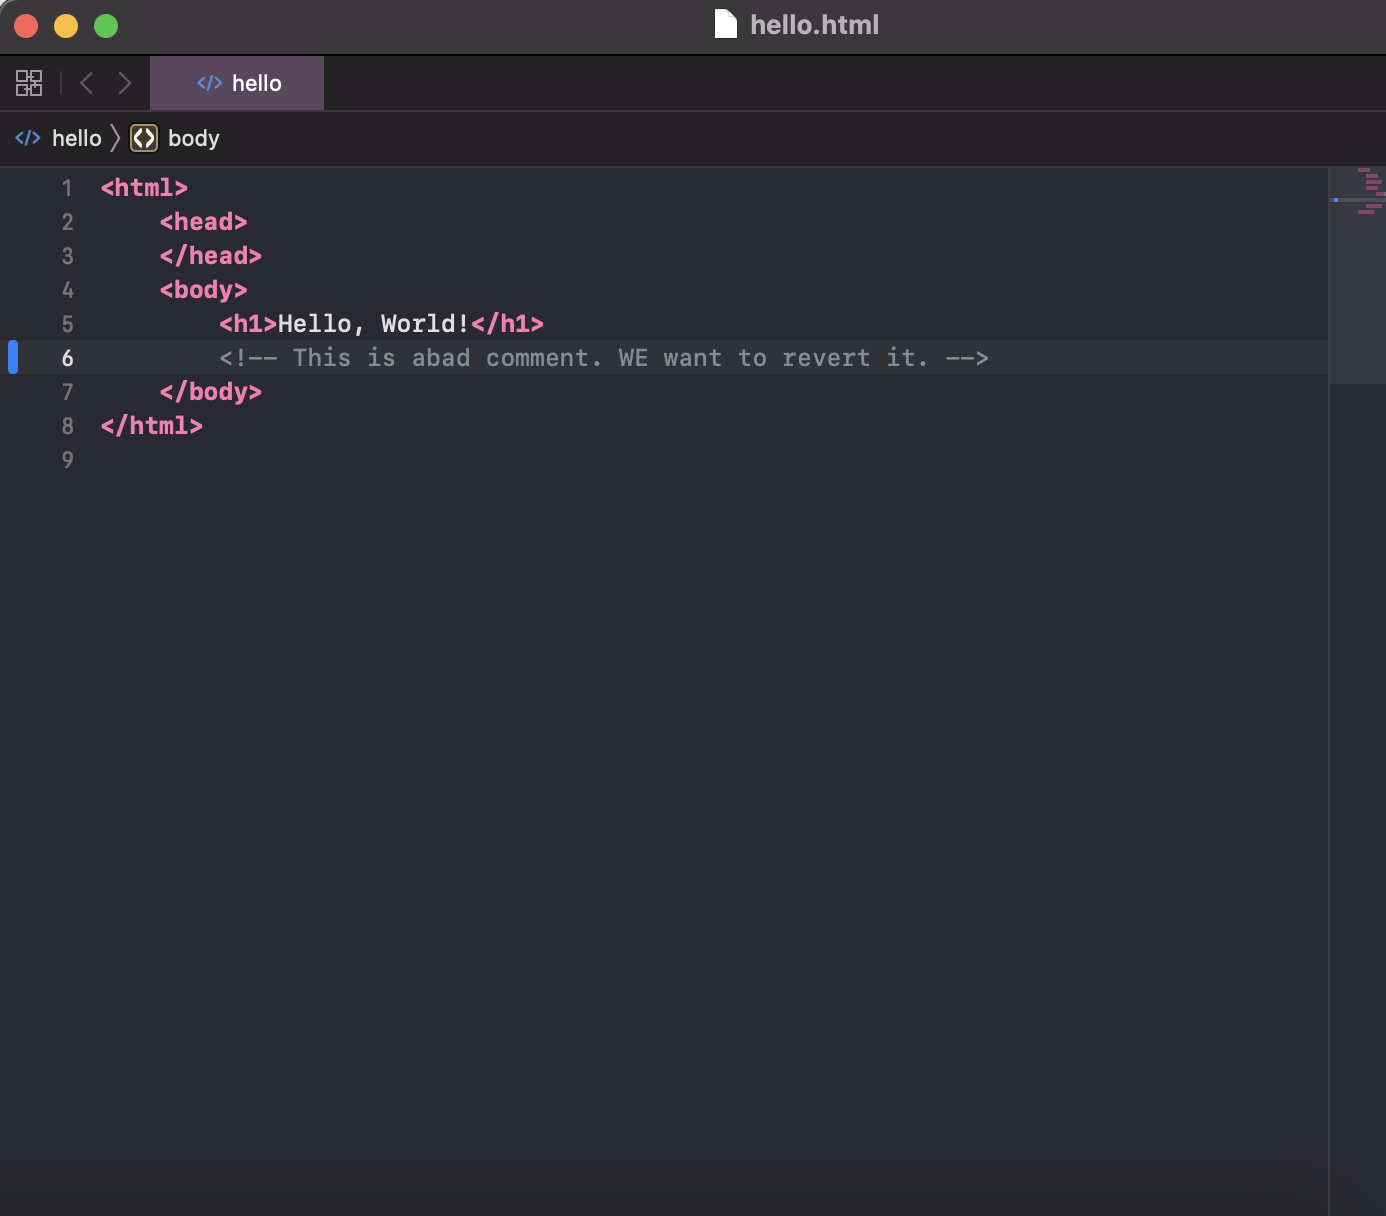 hello.html
hello
hello body
1 <html>
2 <head>
3 </head>
4 <body>
5 <h1>Hello, World!</h1>
6 <!-- This is abad comment. WE want to revert it. -->
7 </body>
8 </html>
9